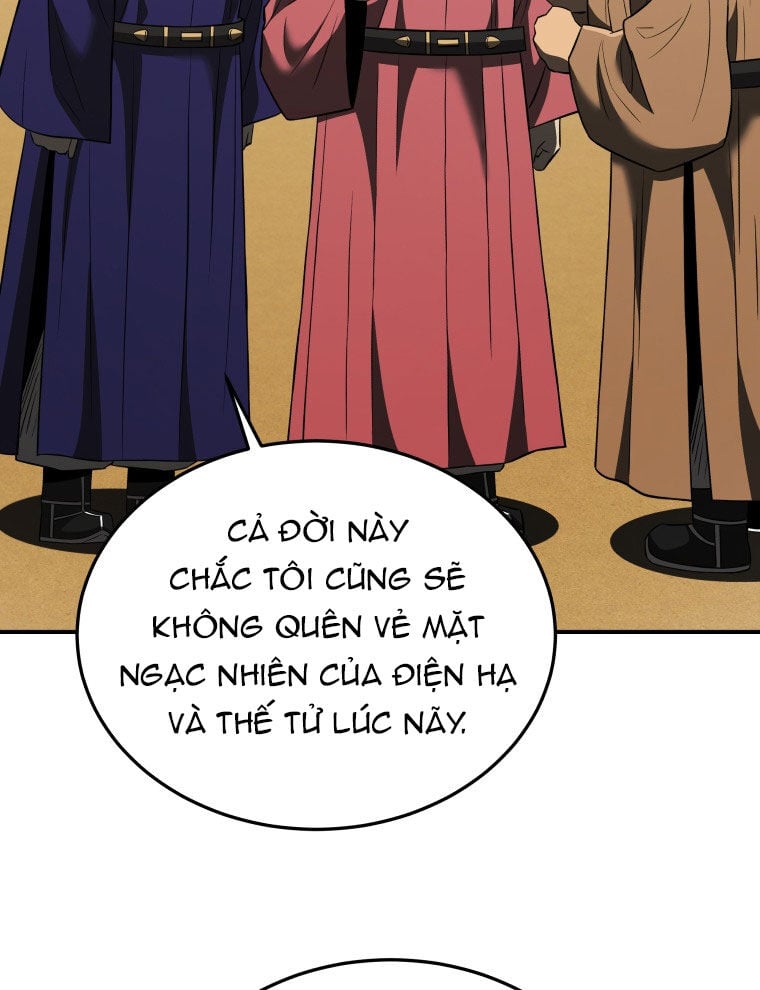 CẢ ĐỜI NÀY
CHẮC TÔI CŨNG SẼ
KHÔNG QUÊN VẺ MẶT
NGẠC NHIÊN CỦA ĐIỆN HẠ
VÀ THẾ TỬ LÚC NÃY.